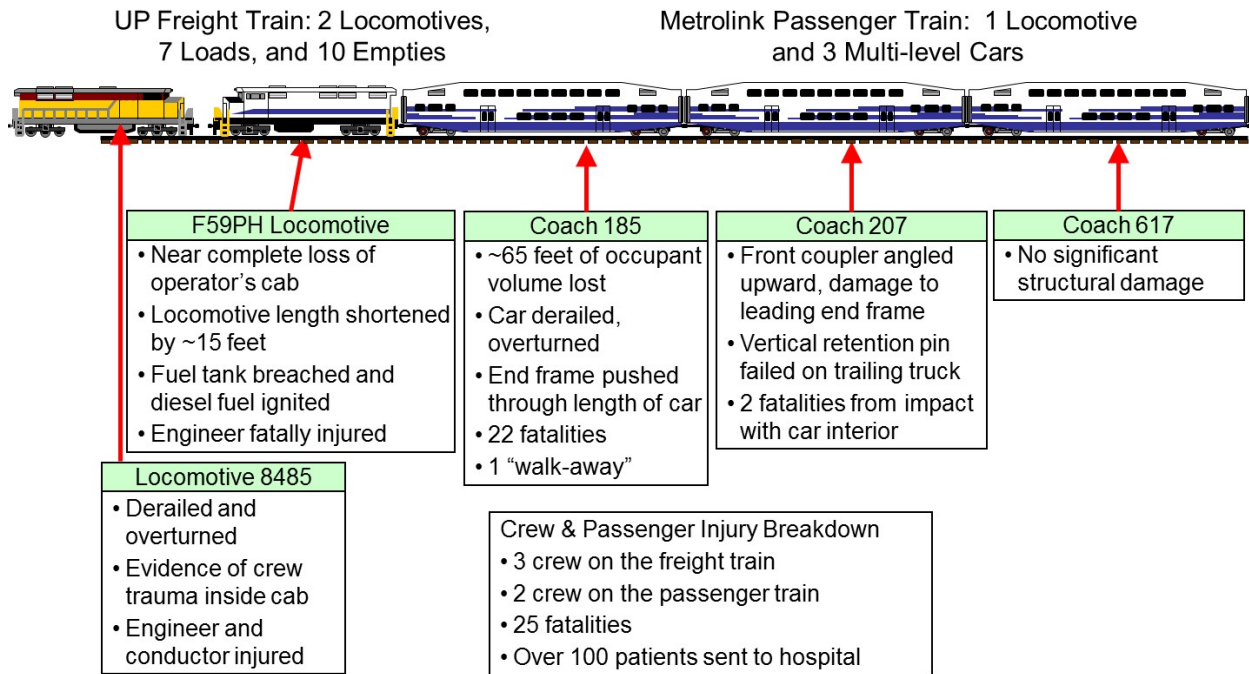 UP Freight Train: 2 Locomotives,
7 Loads, and 10 Empties
Metrolink Passenger Train: 1 Locomotive
and 3 Multi-level Cars
F59PH Locomotive
• Near complete loss of
operator's cab
• Locomotive length shortened
by ~15 feet
• Fuel tank breached and
diesel fuel ignited
• Engineer fatally injured
Coach 185
• ~65 feet of occupant
volume lost
• Car derailed,
overturned
• End frame pushed
through length of car
• 22 fatalities
• 1 “walk-away”
Coach 207
• Front coupler angled
upward, damage to
leading end frame
• Vertical retention pin
failed on trailing truck
• 2 fatalities from impact
with car interior
Coach 617
• No significant
structural damage
Locomotive 8485
• Derailed and
overturned
• Evidence of crew
trauma inside cab
• Engineer and
conductor injured
Crew & Passenger Injury Breakdown
• 3 crew on the freight train
• 2 crew on the passenger train
• 25 fatalities
• Over 100 patients sent to hospital